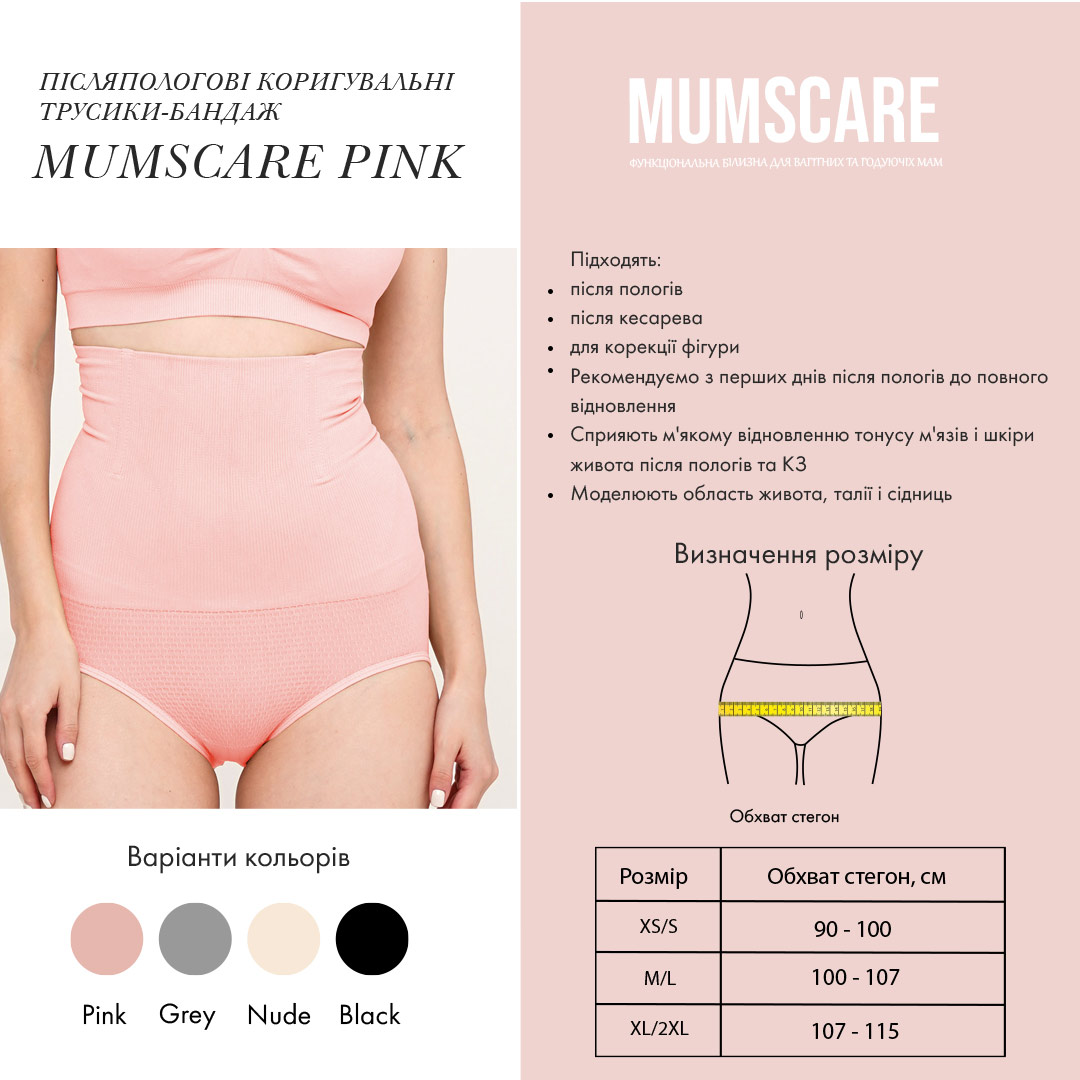 ПІСЛЯПОЛОГОВІ КОРИГУВАЛЬНІ
ТРУСИКИ-БАНДАЖ
MUMSCARE PINK
MUMSCARE
ФУНКЦІОНАЛЬНА БІЛИЗНА ДЛЯ ВАГІТНИХ ТА ГОДУЮЧІХ МАМ
Підходять:
• після пологів
• після кесарева
• для корекції фігури
• Рекомендуємо з перших днів після пологів до повного
відновлення
• Сприяють м'якому відновленню тонусу м'язів і шкіри
живота після пологів та КЗ
• Моделюють область живота, талії і сідниць
Визначення розміру
Обхват стегон
Розмір Обхват стегон, см
XS/S 90 - 100
M/L 100 - 107
XL/2XL 107 - 115
Варіанти кольорів
Pink Grey Nude Black